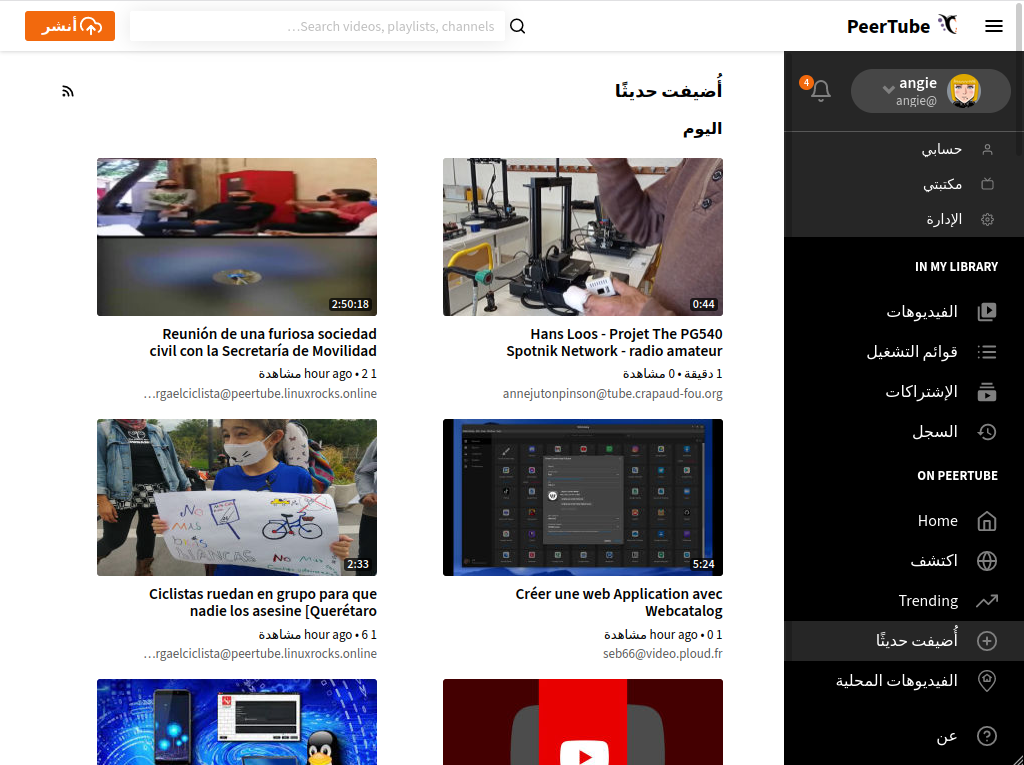 PeerTube
Search videos, playlists, channels…
أنشر
angie
angie@
4
حسابي
مكتبتي
الإدارة
IN MY LIBRARY
الفيديوهات
قوائم التشغيل
الإشتراكات
السجل
ON PEERTUBE
Home
اكتشف
Trending
أُضيفت حديثًا
الفيديوهات المحلية
عن
أُضيفت حديثًا
اليوم
0:44
Hans Loos - Projet The PG540
Spotnik Network - radio amateur
1 دقيقة • 0 مشاهدة
annejutonpinson@tube.crapaud-fou.org
2:50:18
Reunión de una furiosa sociedad
civil con la Secretaría de Movilidad
1 hour ago • 2 مشاهدة
rgaelciclista@peertube.linuxrocks.online…
5:24
Créer une web Application avec
Webcatalog
1 hour ago • 0 مشاهدة
seb66@video.ploud.fr
No
MAS
NO MAS
2:33
Ciclistas ruedan en grupo para que
nadie los asesine [Querétaro
1 hour ago • 6 مشاهدة
rgaelciclista@peertube.linuxrocks.online…